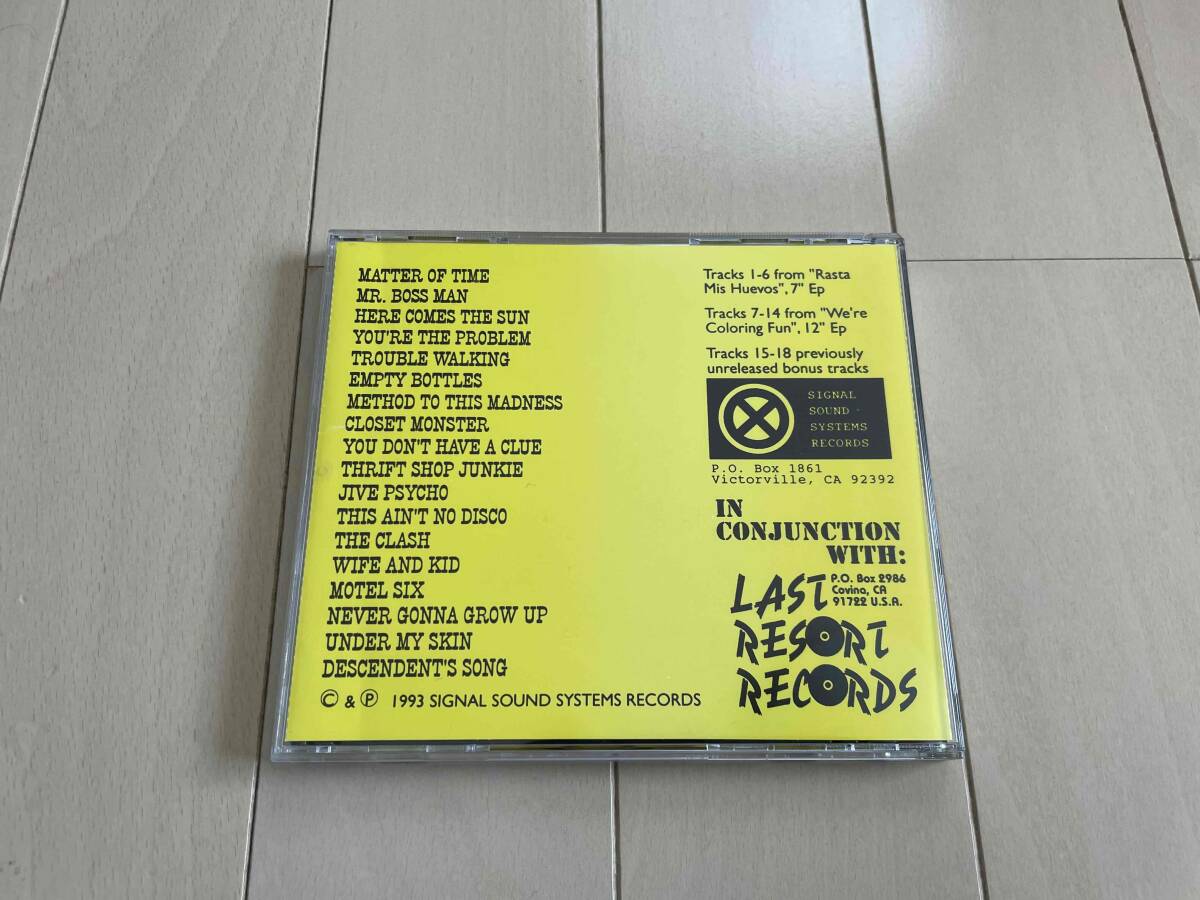 MATTER OF TIME
MR. BOSS MAN
HERE COMES THE SUN
YOU'RE THE PROBLEM
TROUBLE WALKING
EMPTY BOTTLES
METHOD TO THIS MADNESS
CLOSET MONSTER
YOU DON'T HAVE A CLUE
THRIFT SHOP JUNKIE
JIVE PSYCHO
THIS AIN'T NO DISCO
THE CLASH
WIFE AND KID
MOTEL SIX
NEVER GONNA GROW UP
UNDER MY SKIN
DESCENDENT'S SONG
© & ℗ 1993 SIGNAL SOUND SYSTEMS RECORDS
Tracks 1-6 from "Rasta
Mis Huevos", 7" Ep
Tracks 7-14 from "We're
Coloring Fun", 12" Ep
Tracks 15-18 previously
unreleased bonus tracks
SIGNAL
SOUND
SYSTEMS
RECORDS
P.O. Box 1861
Victorville, CA 92392
IN
CONJUNCTION
WITH:
LAST
RESORT
RECORDS
P.O. Box 2986
Covina, CA
91722 U.S.A.